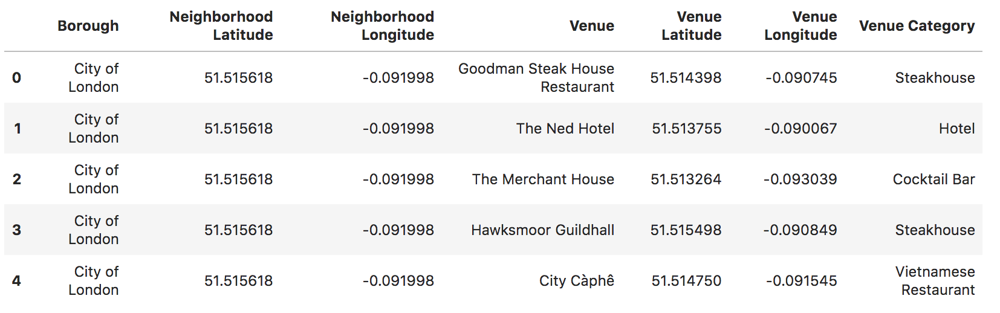 Borough Neighborhood Latitude Neighborhood Longitude Venue Venue Latitude Venue Longitude Venue Category
0 City of London 51.515618 -0.091998 Goodman Steak House Restaurant 51.514398 -0.090745 Steakhouse
1 City of London 51.515618 -0.091998 The Ned Hotel 51.513755 -0.090067 Hotel
2 City of London 51.515618 -0.091998 The Merchant House 51.513264 -0.093039 Cocktail Bar
3 City of London 51.515618 -0.091998 Hawksmoor Guildhall 51.515498 -0.090849 Steakhouse
4 City of London 51.515618 -0.091998 City Càphê 51.514750 -0.091545 Vietnamese Restaurant